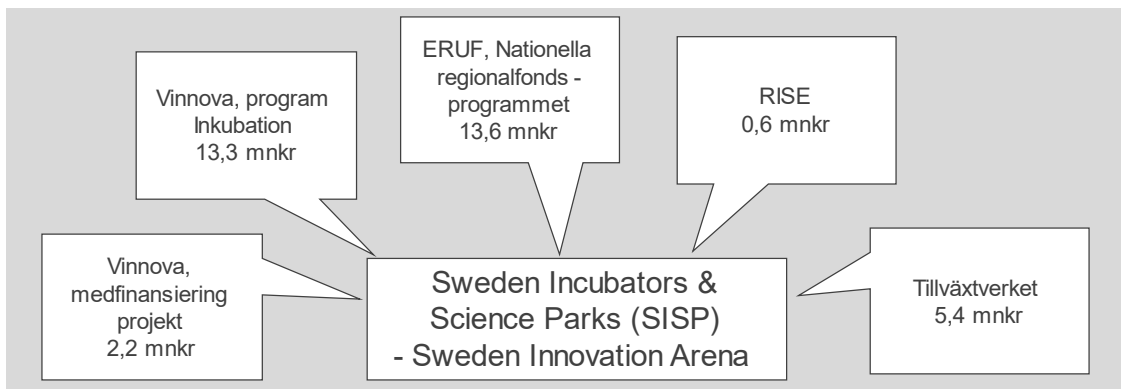 Vinnova, program
Inkubation
13,3 mnkr
ERUF, Nationella
regionalfonds -
programmet
13,6 mnkr
RISE
0,6 mnkr
Vinnova,
medfinansiering
projekt
2,2 mnkr
Sweden Incubators &
Science Parks (SISP)
- Sweden Innovation Arena
Tillväxtverket
5,4 mnkr